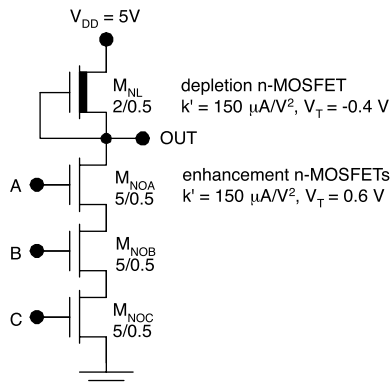 V_DD = 5V
M_NL
2/0.5
depletion n-MOSFET
k' = 150 μA/V², V_T = -0.4 V
OUT
A
M_NOA
5/0.5
enhancement n-MOSFETs
k' = 150 μA/V², V_T = 0.6 V
B
M_NOB
5/0.5
C
M_NOC
5/0.5